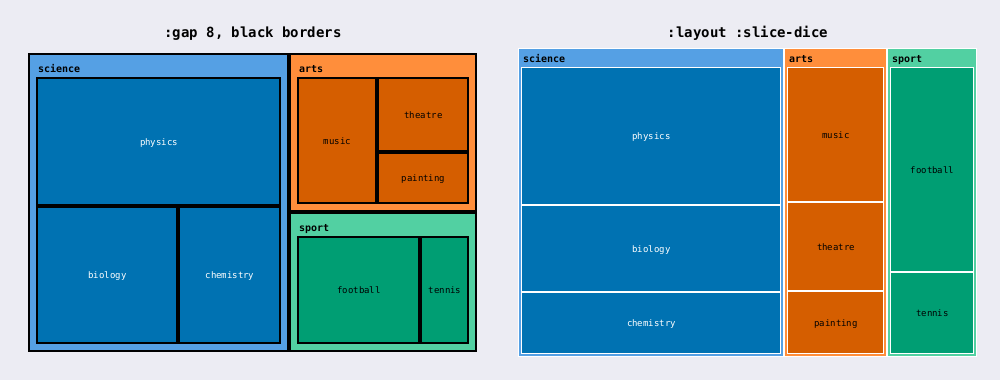 :gap 8, black borders
science
physics
biology
chemistry
arts
music
theatre
painting
sport
football
tennis
:layout :slice-dice
science
physics
biology
chemistry
arts
music
theatre
painting
sport
football
tennis